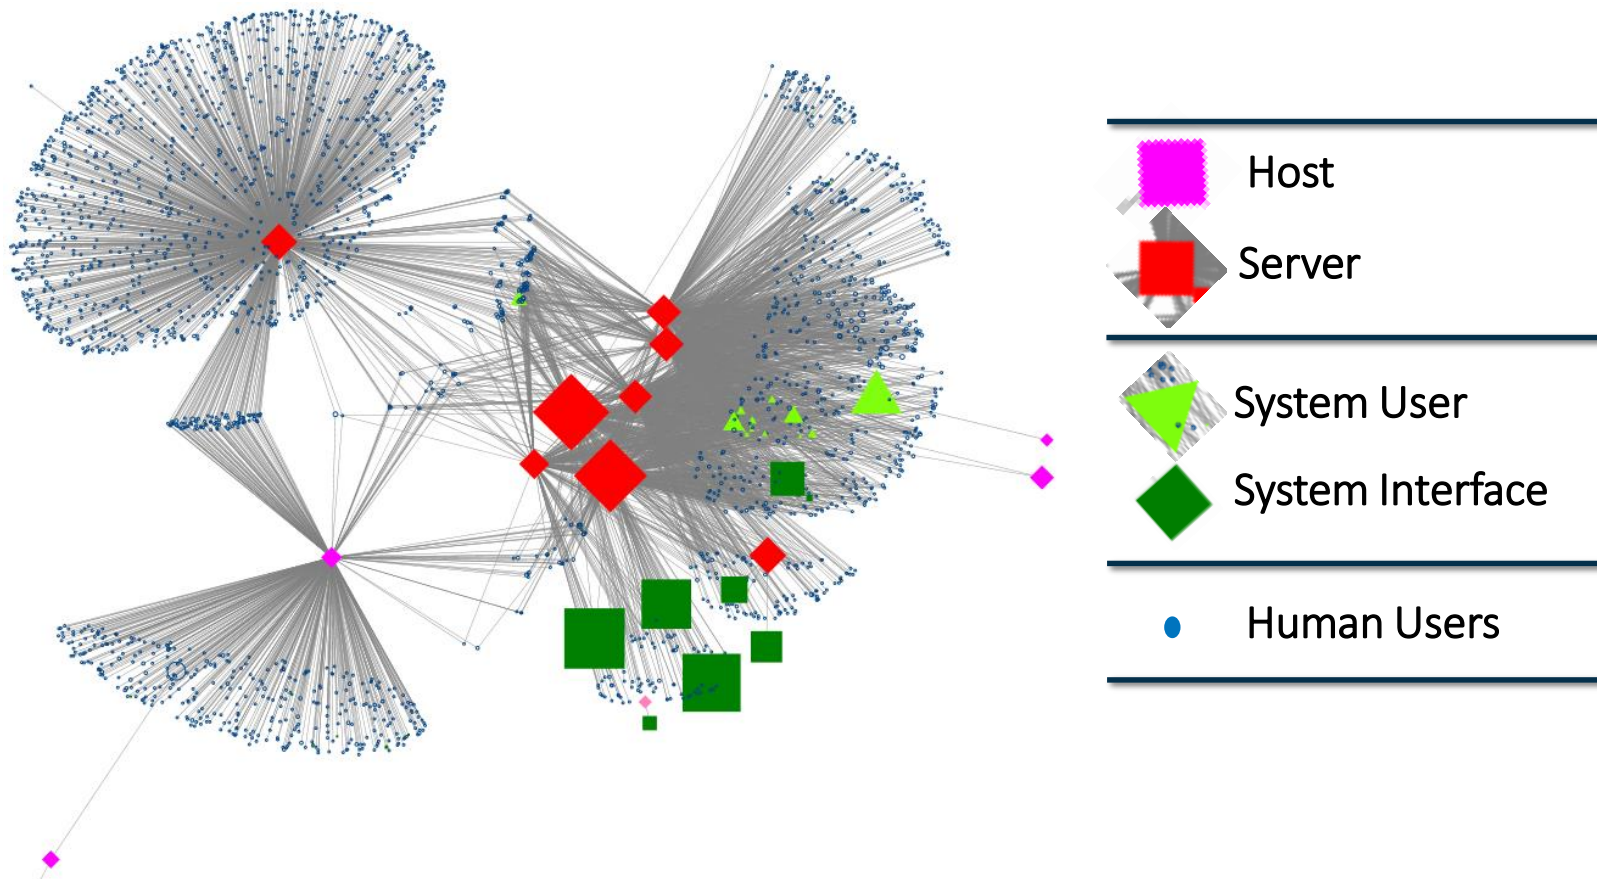 Host
Server
System User
System Interface
Human Users